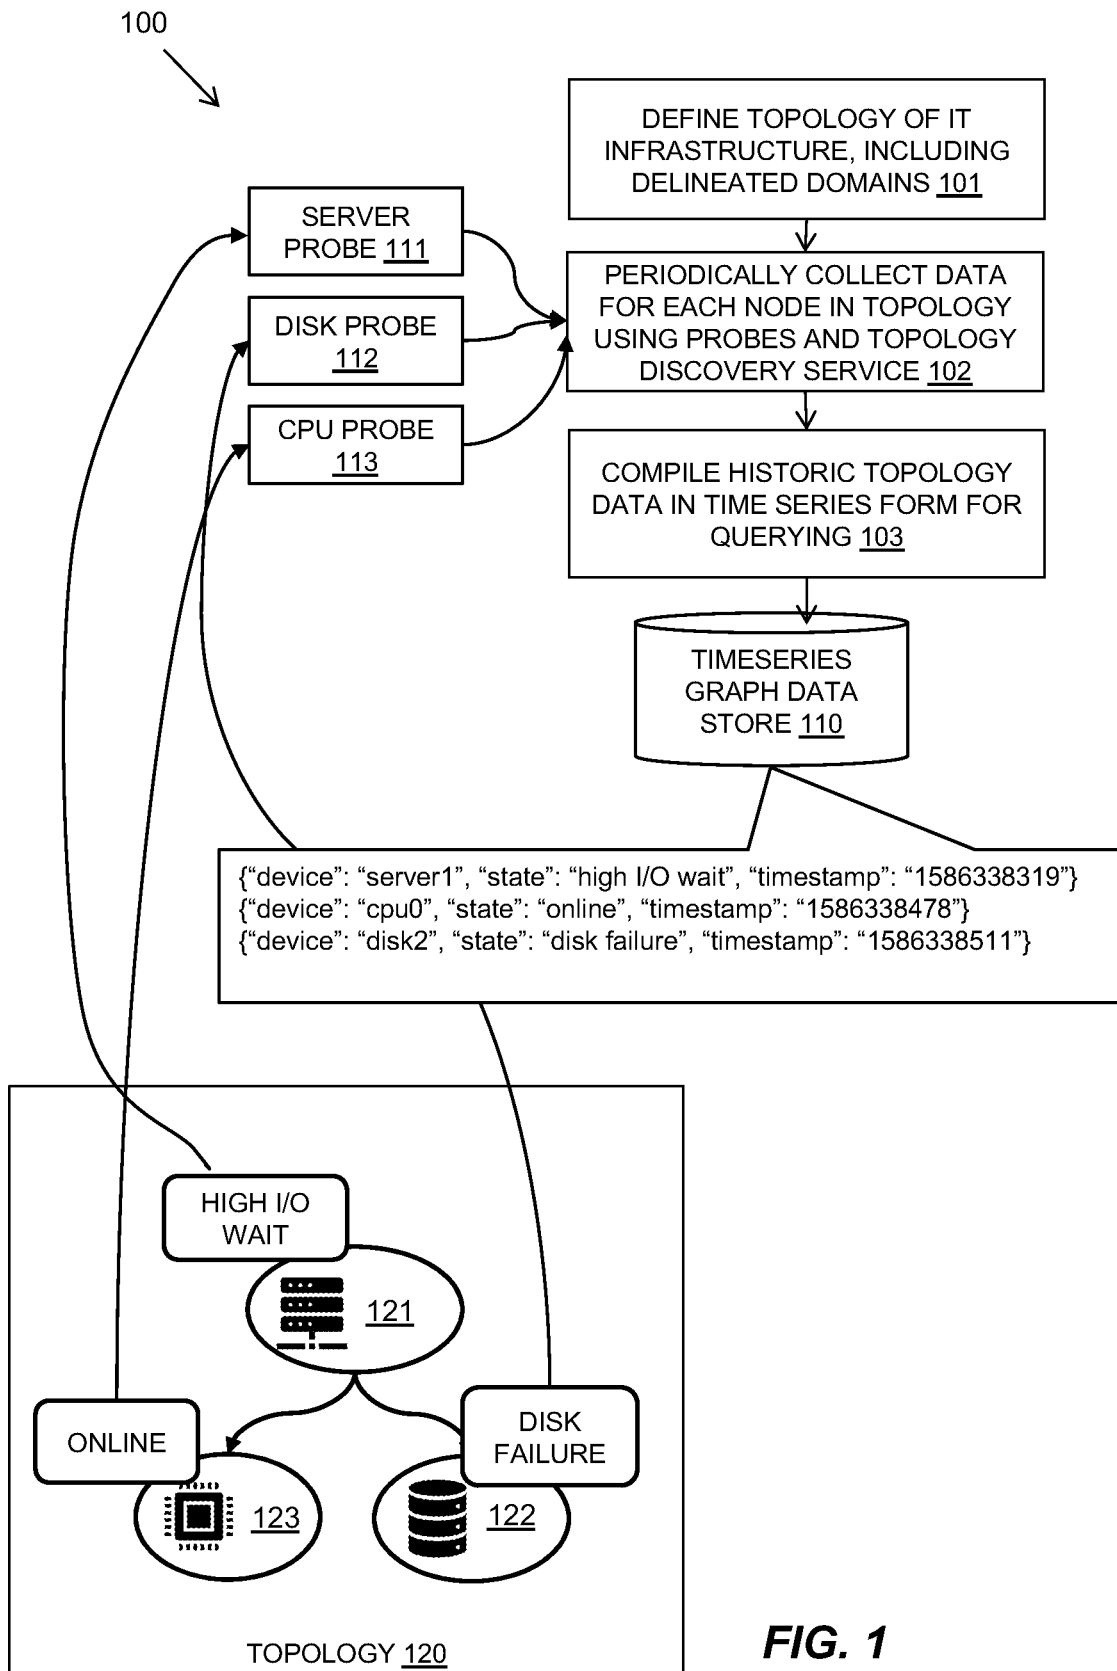 100
DEFINE TOPOLOGY OF IT
INFRASTRUCTURE, INCLUDING
DELINEATED DOMAINS 101
SERVER
PROBE 111
PERIODICALLY COLLECT DATA
FOR EACH NODE IN TOPOLOGY
USING PROBES AND TOPOLOGY
DISCOVERY SERVICE 102
DISK PROBE
112
CPU PROBE
113
COMPILE HISTORIC TOPOLOGY
DATA IN TIME SERIES FORM FOR
QUERYING 103
TIMESERIES
GRAPH DATA
STORE 110
{“device”: “server1”, “state”: “high I/O wait”, “timestamp”: “1586338319”}
{“device”: “cpu0”, “state”: “online”, “timestamp”: “1586338478”}
{“device”: “disk2”, “state”: “disk failure”, “timestamp”: “1586338511”}
HIGH I/O
WAIT
121
ONLINE
DISK
FAILURE
123
122
TOPOLOGY 120
FIG. 1